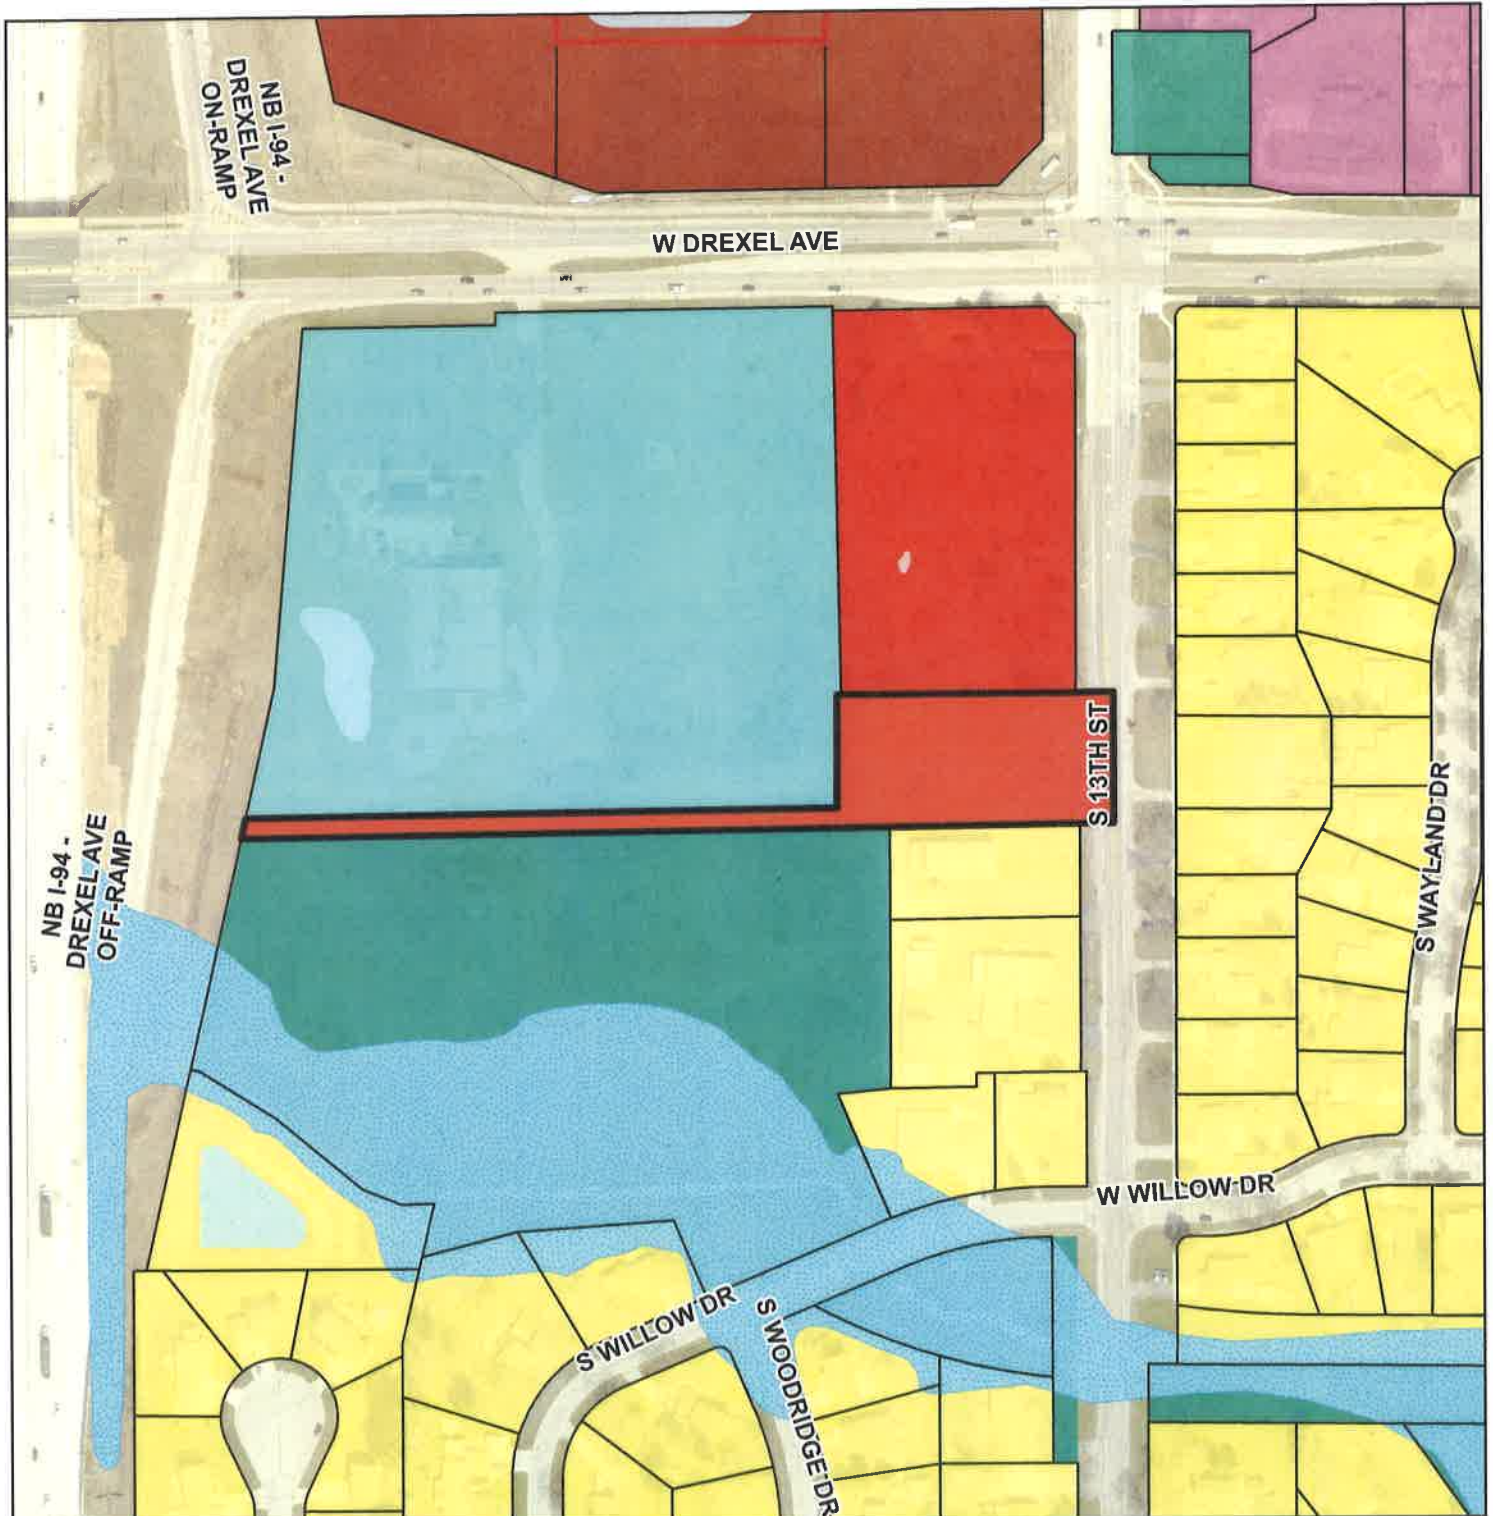 NB I-94 -
DREXEL AVE
ON-RAMP
W DREXEL AVE
S 13TH ST
S WAYLAND DR
NB I-94 -
DREXEL AVE
OFF-RAMP
W WILLOW DR
S WILLOW DR
S WOODRIDGE DR